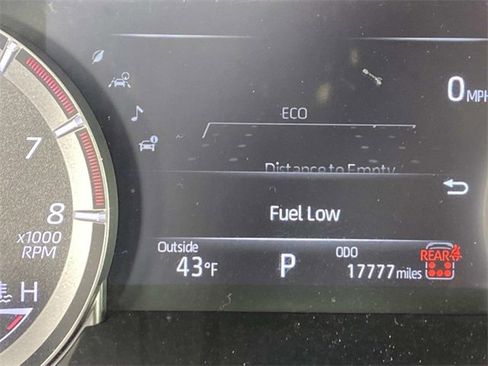 0 MPH
ECO
7
Distance to Empty
8
Fuel Low
x1000
RPM
Outside
ODO
REAR
43°F
P
17777 miles
H